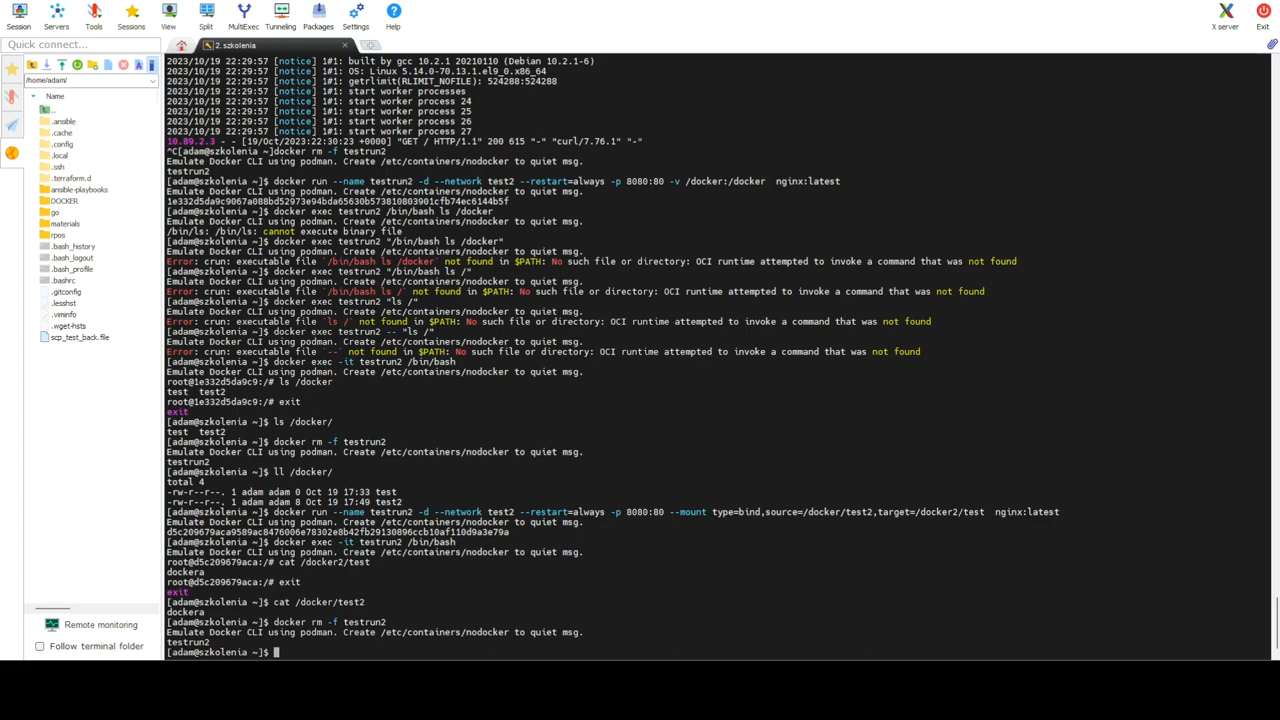 Session Servers Tools Sessions View Split MultiExec Tunneling Packages Settings Help X server Exit
Quick connect...
2. szkolenia
/home/adam/
Name
..
.ansible
.cache
.config
.local
.ssh
.terraform.d
ansible-playbooks
DOCKER
go
materials
rpos
.bash_history
.bash_logout
.bash_profile
.bashrc
.gitconfig
.lesshst
.viminfo
.wget-hsts
scp_test_back.file
Remote monitoring
Follow terminal folder
2023/10/19 22:29:57 [notice] 1#1: built by gcc 10.2.1 20210110 (Debian 10.2.1-6)
2023/10/19 22:29:57 [notice] 1#1: OS: Linux 5.14.0-70.13.1.el9_0.x86_64
2023/10/19 22:29:57 [notice] 1#1: getrlimit(RLIMIT_NOFILE): 524288:524288
2023/10/19 22:29:57 [notice] 1#1: start worker processes
2023/10/19 22:29:57 [notice] 1#1: start worker process 24
2023/10/19 22:29:57 [notice] 1#1: start worker process 25
2023/10/19 22:29:57 [notice] 1#1: start worker process 26
2023/10/19 22:29:57 [notice] 1#1: start worker process 27
10.89.2.3 - - [19/Oct/2023:22:30:23 +0000] "GET / HTTP/1.1" 200 615 "-" "curl/7.76.1" "-"
^C[adam@szkolenia ~]docker rm -f testrun2
Emulate Docker CLI using podman. Create /etc/containers/nodocker to quiet msg.
testrun2
[adam@szkolenia ~]$ docker run --name testrun2 -d --network test2 --restart=always -p 8080:80 -v /docker:/docker  nginx:latest
Emulate Docker CLI using podman. Create /etc/containers/nodocker to quiet msg.
1e332d5da9c9067a088bd52973e94bda65630b573810803901cfb74ec6144b5f
[adam@szkolenia ~]$ docker exec testrun2 /bin/bash ls /docker
Emulate Docker CLI using podman. Create /etc/containers/nodocker to quiet msg.
/bin/ls: /bin/ls: cannot execute binary file
[adam@szkolenia ~]$ docker exec testrun2 "/bin/bash ls /docker"
Emulate Docker CLI using podman. Create /etc/containers/nodocker to quiet msg.
Error: crun: executable file `/bin/bash ls /docker` not found in $PATH: No such file or directory: OCI runtime attempted to invoke a command that was not found
[adam@szkolenia ~]$ docker exec testrun2 "/bin/bash ls /"
Emulate Docker CLI using podman. Create /etc/containers/nodocker to quiet msg.
Error: crun: executable file `/bin/bash ls /` not found in $PATH: No such file or directory: OCI runtime attempted to invoke a command that was not found
[adam@szkolenia ~]$ docker exec testrun2 "ls /"
Emulate Docker CLI using podman. Create /etc/containers/nodocker to quiet msg.
Error: crun: executable file `ls /` not found in $PATH: No such file or directory: OCI runtime attempted to invoke a command that was not found
[adam@szkolenia ~]$ docker exec testrun2 -- "ls /"
Emulate Docker CLI using podman. Create /etc/containers/nodocker to quiet msg.
Error: crun: executable file `--` not found in $PATH: No such file or directory: OCI runtime attempted to invoke a command that was not found
[adam@szkolenia ~]$ docker exec -it testrun2 /bin/bash
Emulate Docker CLI using podman. Create /etc/containers/nodocker to quiet msg.
root@1e332d5da9c9:/# ls /docker
test  test2
root@1e332d5da9c9:/# exit
exit
[adam@szkolenia ~]$ ls /docker/
test  test2
[adam@szkolenia ~]$ docker rm -f testrun2
Emulate Docker CLI using podman. Create /etc/containers/nodocker to quiet msg.
testrun2
[adam@szkolenia ~]$ ll /docker/
total 4
-rw-r--r--. 1 adam adam 0 Oct 19 17:33 test
-rw-r--r--. 1 adam adam 8 Oct 19 17:49 test2
[adam@szkolenia ~]$ docker run --name testrun2 -d --network test2 --restart=always -p 8080:80 --mount type=bind,source=/docker/test2,target=/docker2/test  nginx:latest
Emulate Docker CLI using podman. Create /etc/containers/nodocker to quiet msg.
d5c209679aca9589ac8476006e78302e8b42fb29130896ccb10af110d9a3e79a
[adam@szkolenia ~]$ docker exec -it testrun2 /bin/bash
Emulate Docker CLI using podman. Create /etc/containers/nodocker to quiet msg.
root@d5c209679aca:/# cat /docker2/test
dockera
root@d5c209679aca:/# exit
exit
[adam@szkolenia ~]$ cat /docker/test2
dockera
[adam@szkolenia ~]$ docker rm -f testrun2
Emulate Docker CLI using podman. Create /etc/containers/nodocker to quiet msg.
testrun2
[adam@szkolenia ~]$